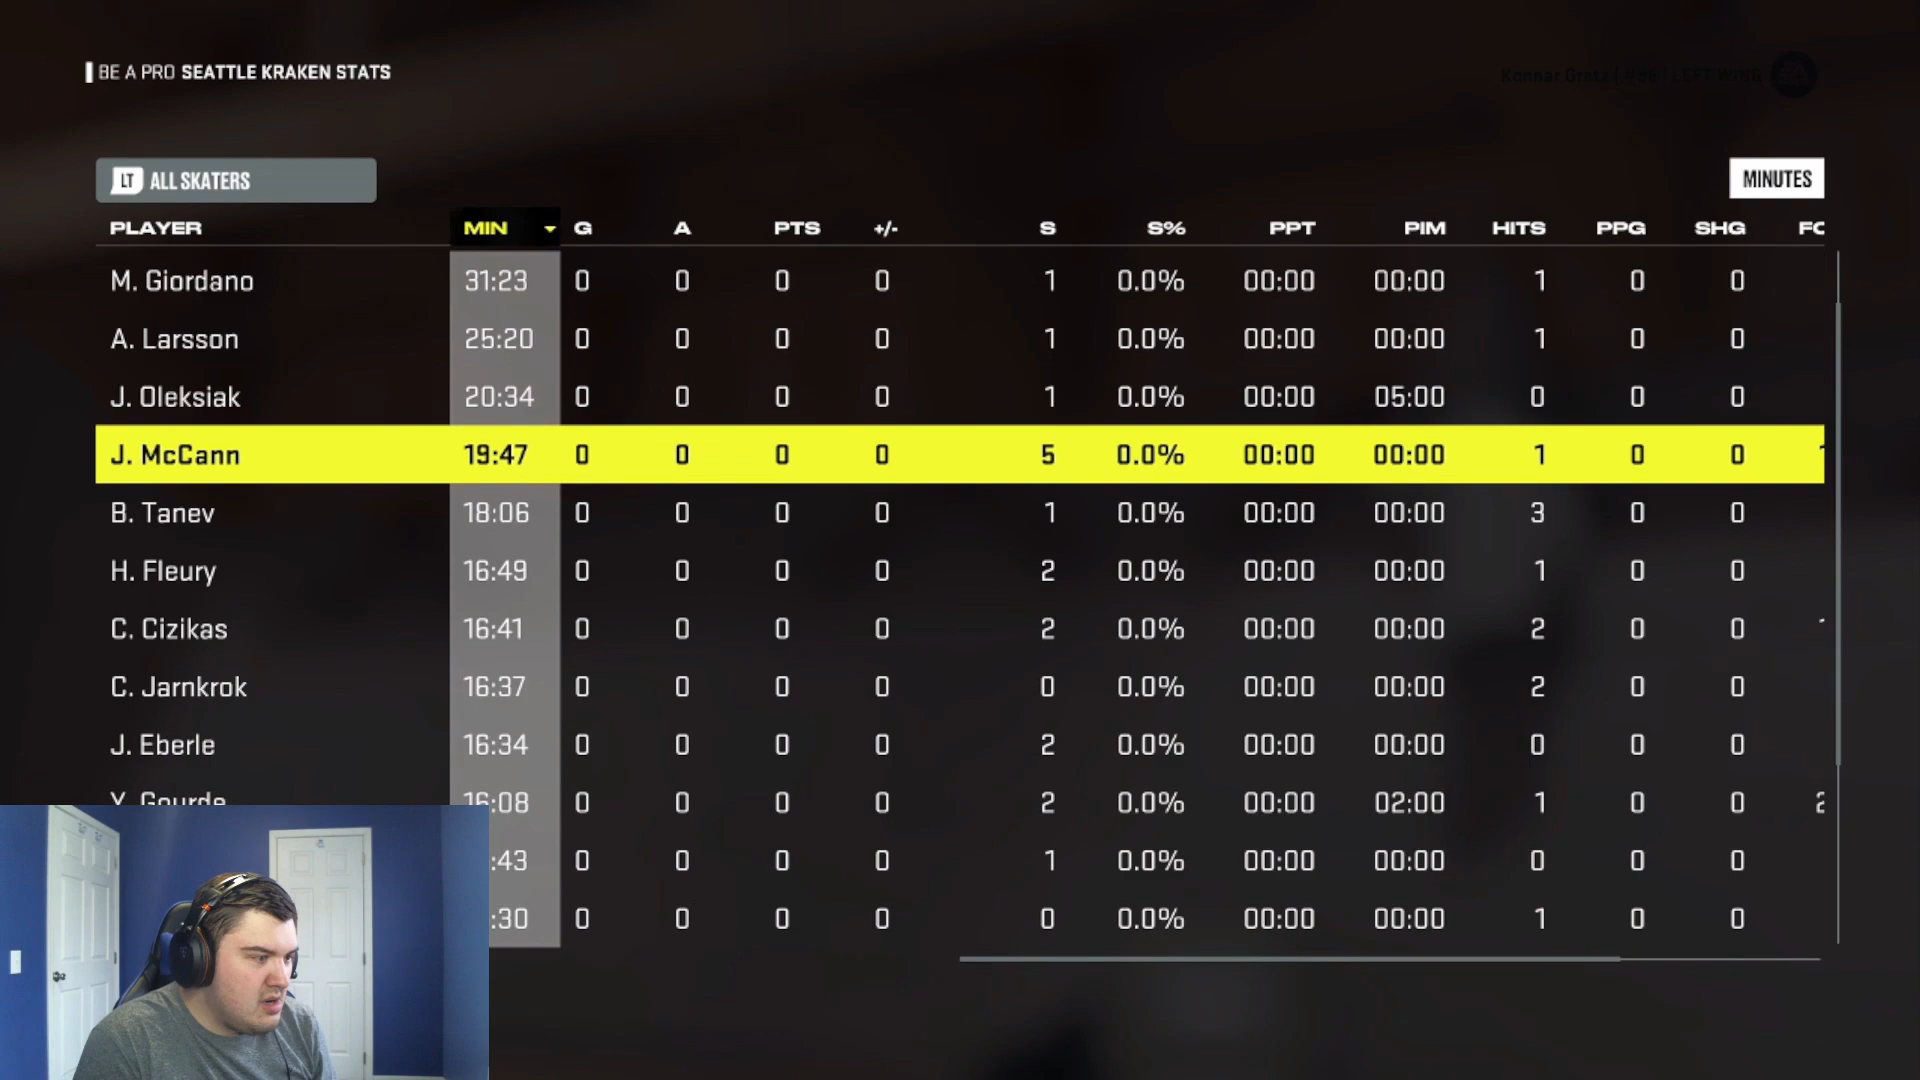 BE A PRO SEATTLE KRAKEN STATS
Konnar Gretz | #98 | LEFT WING
LT ALL SKATERS
MINUTES
PLAYER MIN G A PTS +/- S S% PPT PIM HITS PPG SHG
M. Giordano 31:23 0 0 0 0 1 0.0% 00:00 00:00 1 0 0
A. Larsson 25:20 0 0 0 0 1 0.0% 00:00 00:00 1 0 0
J. Oleksiak 20:34 0 0 0 0 1 0.0% 00:00 05:00 0 0 0
J. McCann 19:47 0 0 0 0 5 0.0% 00:00 00:00 1 0 0
B. Tanev 18:06 0 0 0 0 1 0.0% 00:00 00:00 3 0 0
H. Fleury 16:49 0 0 0 0 2 0.0% 00:00 00:00 1 0 0
C. Cizikas 16:41 0 0 0 0 2 0.0% 00:00 00:00 2 0 0
C. Jarnkrok 16:37 0 0 0 0 0 0.0% 00:00 00:00 2 0 0
J. Eberle 16:34 0 0 0 0 2 0.0% 00:00 00:00 0 0 0
Y. Gourde 16:08 0 0 0 0 2 0.0% 00:00 02:00 1 0 0
:43 0 0 0 0 1 0.0% 00:00 00:00 0 0 0
:30 0 0 0 0 0 0.0% 00:00 00:00 1 0 0